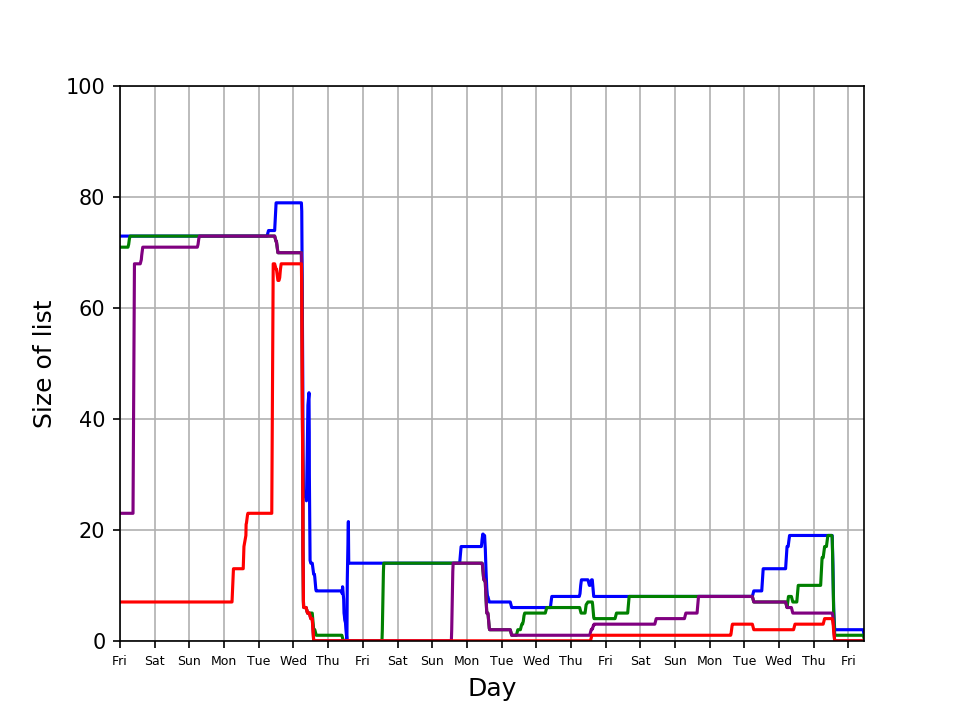 100
80
60
40
20
0
Size of list
Fri Sat Sun Mon Tue Wed Thu Fri Sat Sun Mon Tue Wed Thu Fri Sat Sun Mon Tue Wed Thu Fri
Day